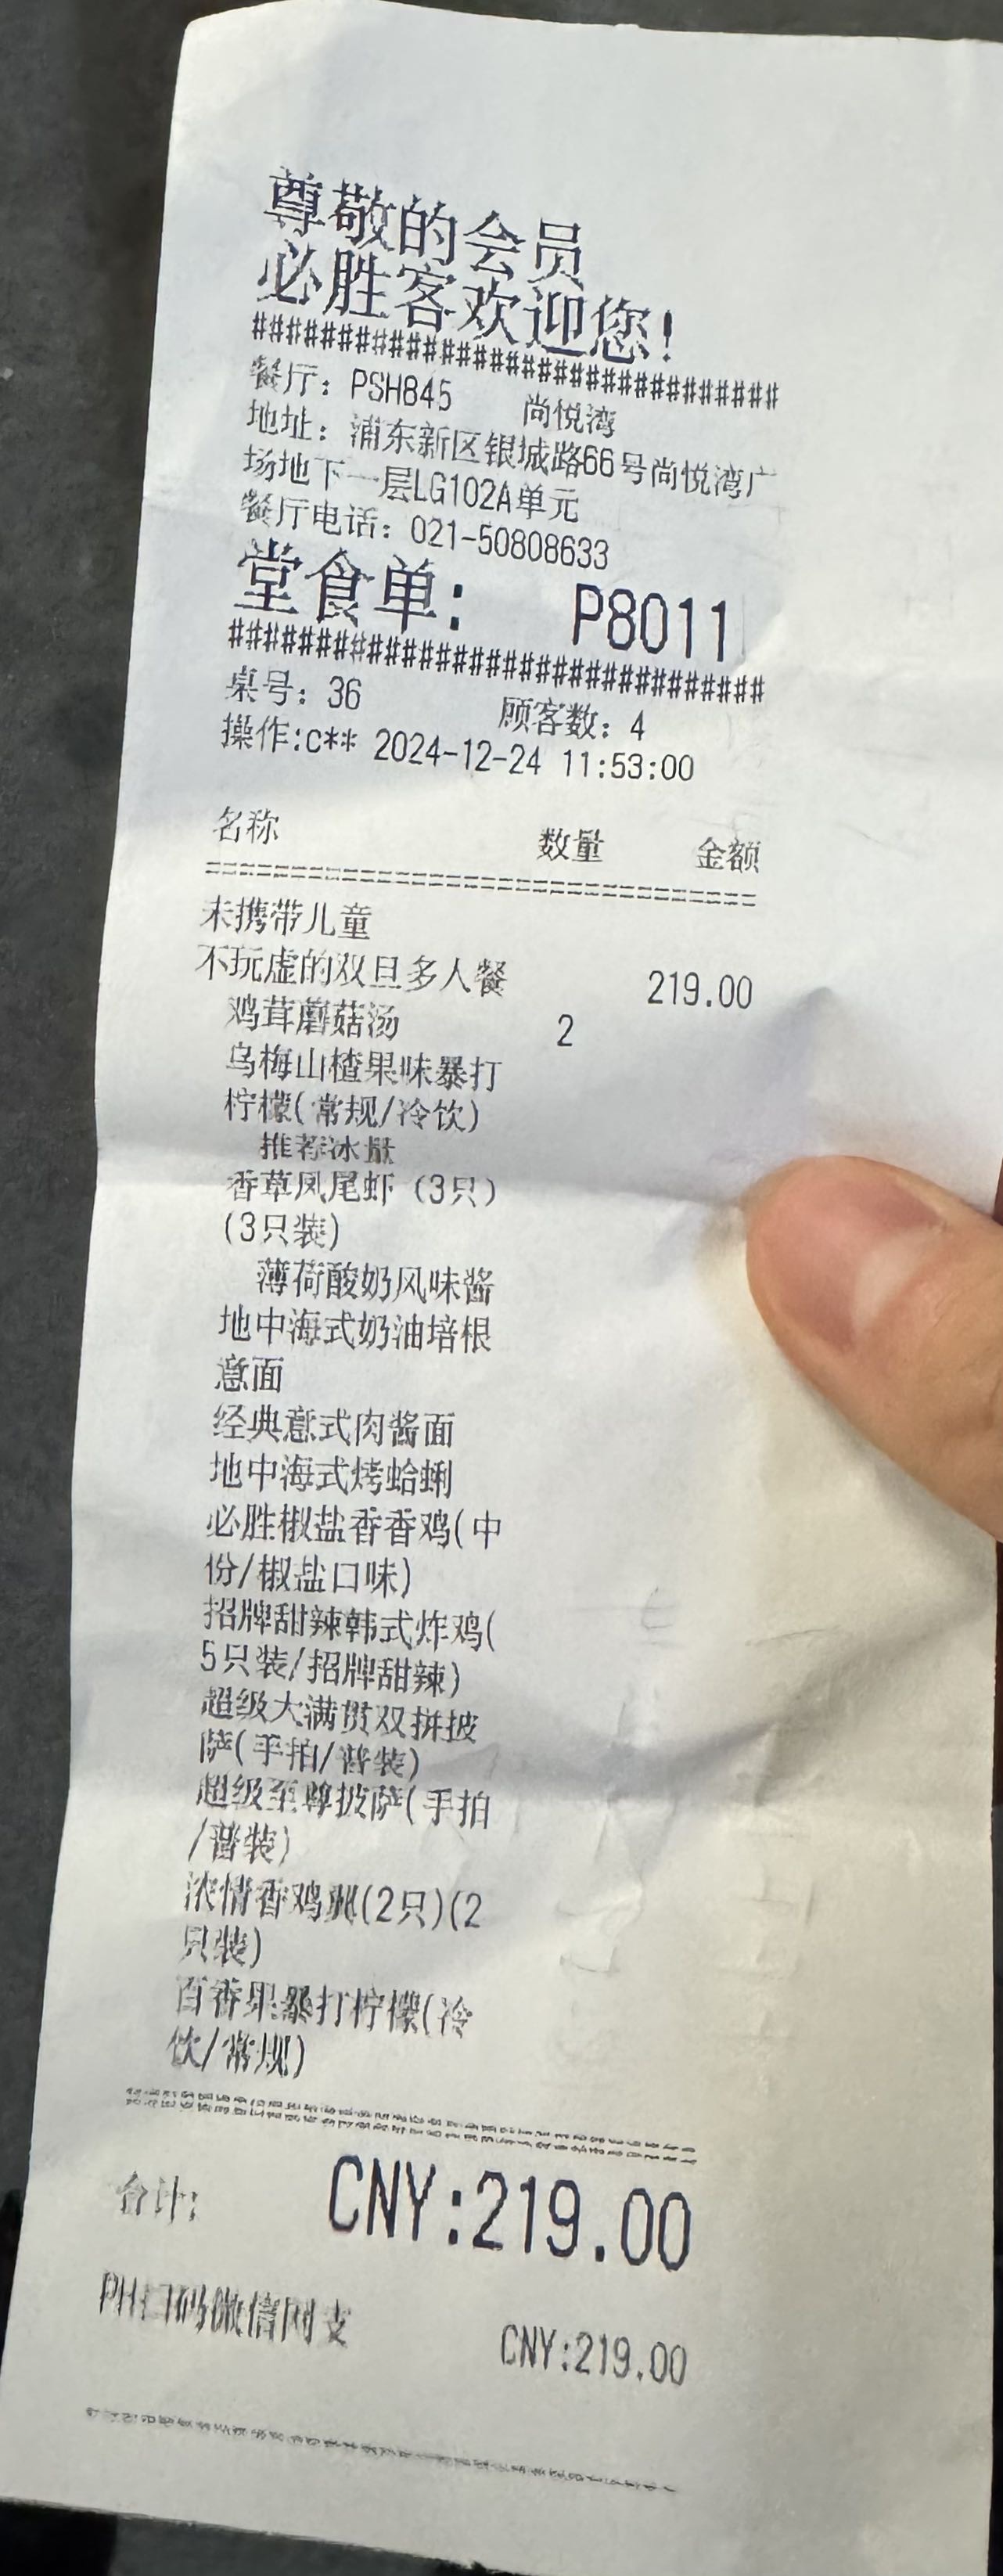 尊敬的会员
必胜客欢迎您!
###############################
餐厅: PSH845 尚悦湾
地址: 浦东新区银城路66号尚悦湾广
场地下一层LG102A单元
餐厅电话: 021-50808633
堂食单: P8011
###############################
桌号: 36 顾客数: 4
操作:c** 2024-12-24 11:53:00
名称 数量 金额
未携带儿童
不玩虚的双旦多人餐 219.00
鸡茸蘑菇汤 2
乌梅山楂果味暴打
柠檬(常规/冷饮)
推荐冰量
香草凤尾虾(3只)
(3只装)
薄荷酸奶风味酱
地中海式奶油培根
意面
经典意式肉酱面
地中海式烤蛤蜊
必胜椒盐香香鸡(中
份/椒盐口味)
招牌甜辣韩式炸鸡(
5只装/招牌甜辣)
超级大满贯双拼披
萨(手拍/普装)
超级至尊披萨(手拍
/普装)
浓情香鸡翅(2只)(2
只装)
百香果暴打柠檬(冷
饮/常规)
合计: CNY:219.00
PH口码微信网支 CNY:219.00